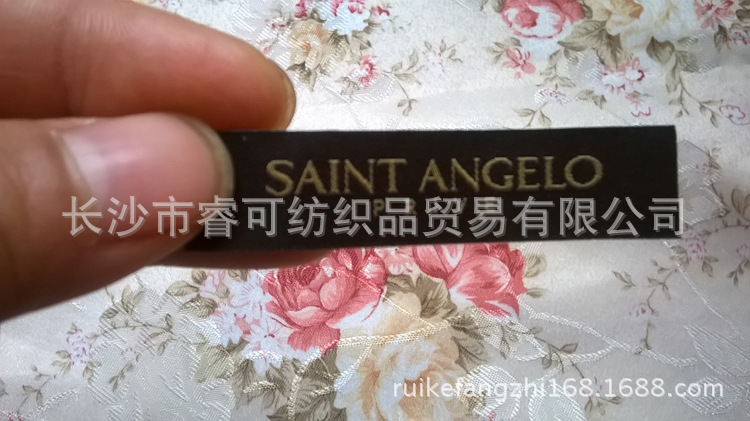 SAINT ANGELO
长沙市睿可纺织品贸易有限公司
ruikefangzhi168.1688.com